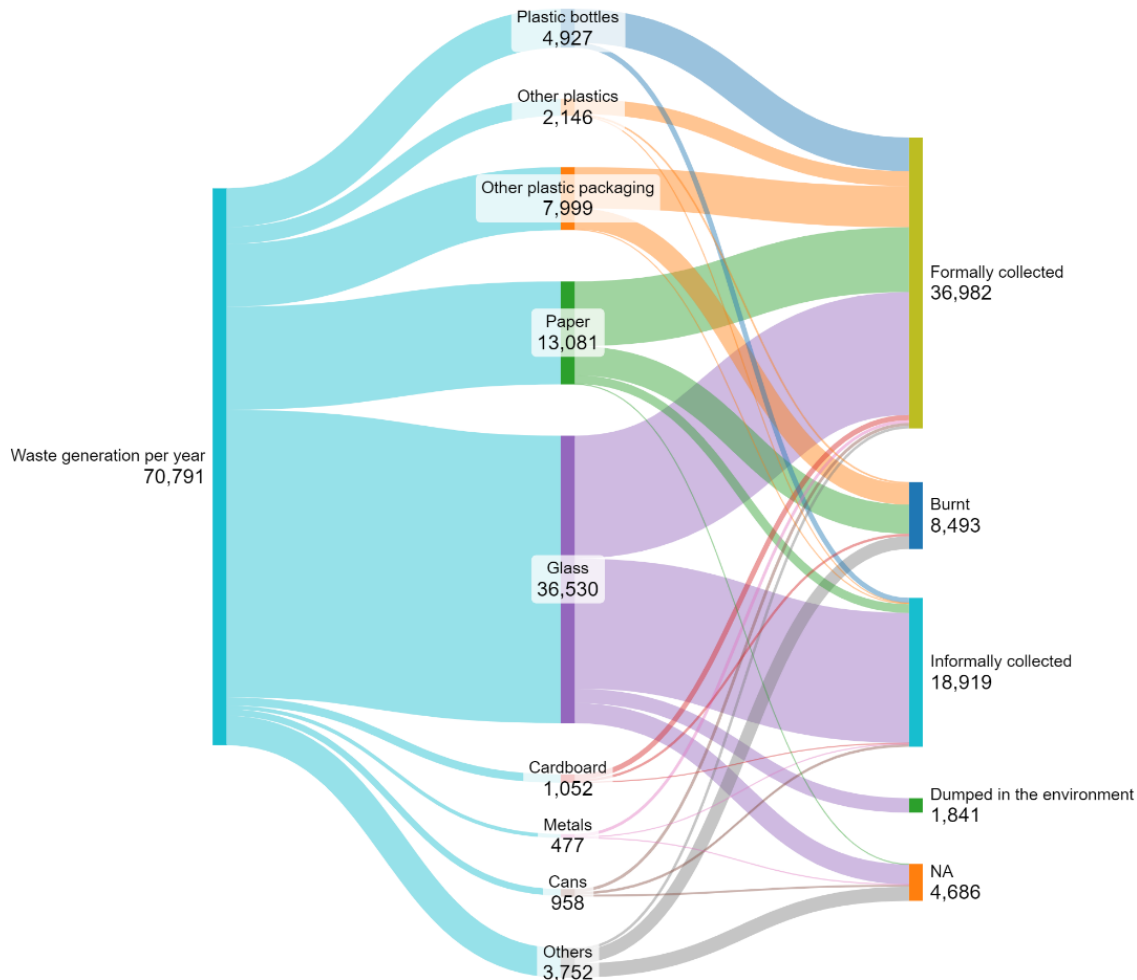 Plastic bottles
4,927
Other plastics
2,146
Other plastic packaging
7,999
Paper
13,081
Waste generation per year
70,791
Glass
36,530
Cardboard
1,052
Metals
477
Cans
958
Others
3,752
Formally collected
36,982
Burnt
8,493
Informally collected
18,919
Dumped in the environment
1,841
NA
4,686